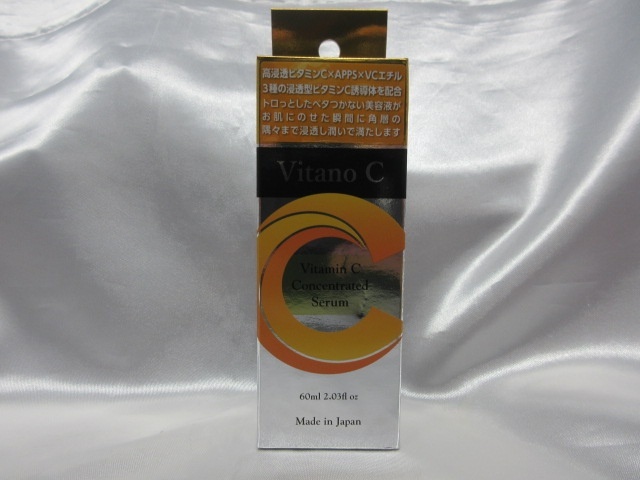 高浸透ビタミンC×APPS×VCエチル
3種の浸透型ビタミンC誘導体を配合
トロっとしたベタつかない美容液が
お肌にのせた瞬間に角層の
隅々まで浸透し潤いで満たします
Vitano C
Vitamin C
Concentrated
Serum
60ml 2.03fl oz
Made in Japan